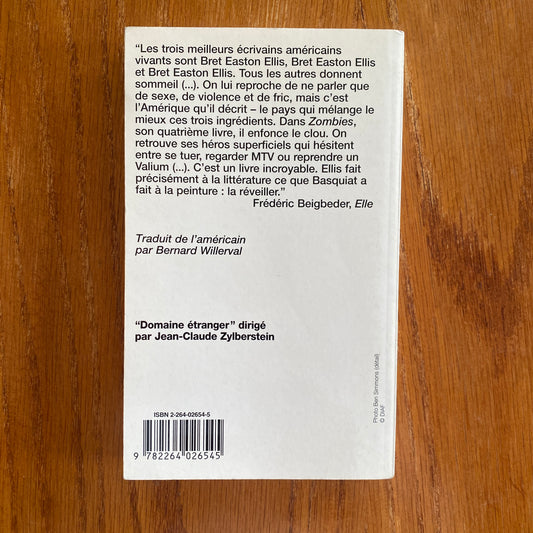 “Les trois meilleurs écrivains américains
vivants sont Bret Easton Ellis, Bret Easton Ellis
et Bret Easton Ellis. Tous les autres donnent
sommeil (...). On lui reproche de ne parler que
de sexe, de violence et de fric, mais c’est
l’Amérique qu’il décrit – le pays qui mélange le
mieux ces trois ingrédients. Dans Zombies,
son quatrième livre, il enfonce le clou. On
retrouve ses héros superficiels qui hésitent
entre se tuer, regarder MTV ou reprendre un
Valium (...). C’est un livre incroyable. Ellis fait
précisément à la littérature ce que Basquiat a
fait à la peinture : la réveiller.”
Frédéric Beigbeder, Elle
Traduit de l’américain
par Bernard Willerval
“Domaine étranger” dirigé
par Jean-Claude Zylberstein
ISBN 2-264-02654-5
9 782264 026545
Photo Ben Simmons (détail)
© DIAF